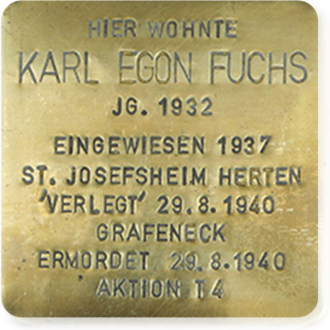 HIER WOHNTE
KARL EGON FUCHS
JG. 1932
EINGEWIESEN 1937
ST. JOSEFSHEIM HERTEN
'VERLEGT' 29.8.1940
GRAFENECK
ERMORDET 29.8.1940
AKTION T4